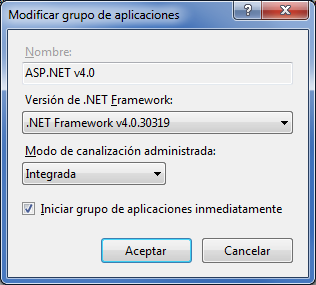 Modificar grupo de aplicaciones
Nombre:
ASP.NET v4.0
Versión de .NET Framework:
.NET Framework v4.0.30319
Modo de canalización administrada:
Integrada
Iniciar grupo de aplicaciones inmediatamente
Aceptar
Cancelar